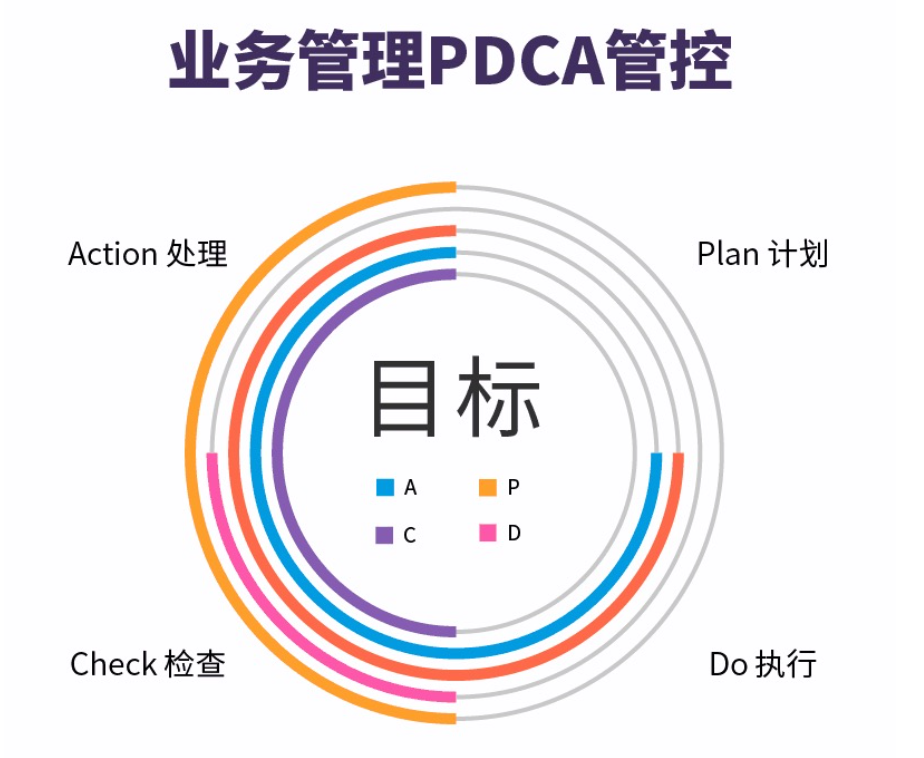 业务管理PDCA管控
Action 处理
Plan 计划
目标
A
P
C
D
Check 检查
Do 执行